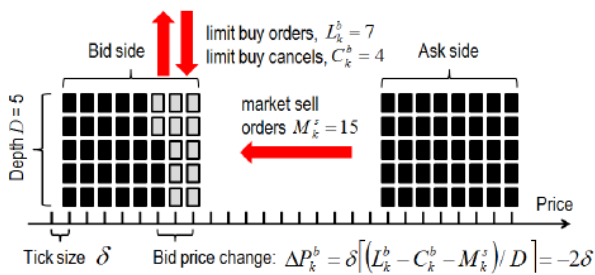 limit buy orders, L_k^b = 7
Bid side
limit buy cancels, C_k^b = 4
Ask side
Depth D = 5
market sell
orders M_k^s = 15
Price
Tick size δ
Bid price change: ΔP_k^b = δ⌈(L_k^b − C_k^b − M_k^s)/D⌉ = −2δ